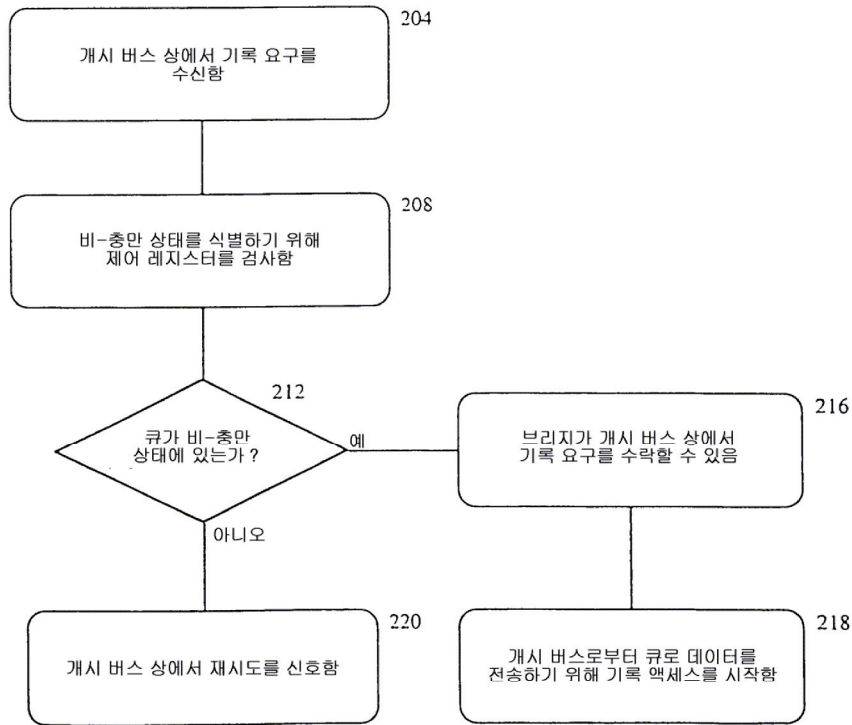 204
개시 버스 상에서 기록 요구를
수신함
208
비-충만 상태를 식별하기 위해
제어 레지스터를 검사함
212
큐가 비-충만
상태에 있는가 ?
예
216
브리지가 개시 버스 상에서
기록 요구를 수락할 수 있음
아니오
220
개시 버스 상에서 재시도를 신호함
218
개시 버스로부터 큐로 데이터를
전송하기 위해 기록 액세스를 시작함